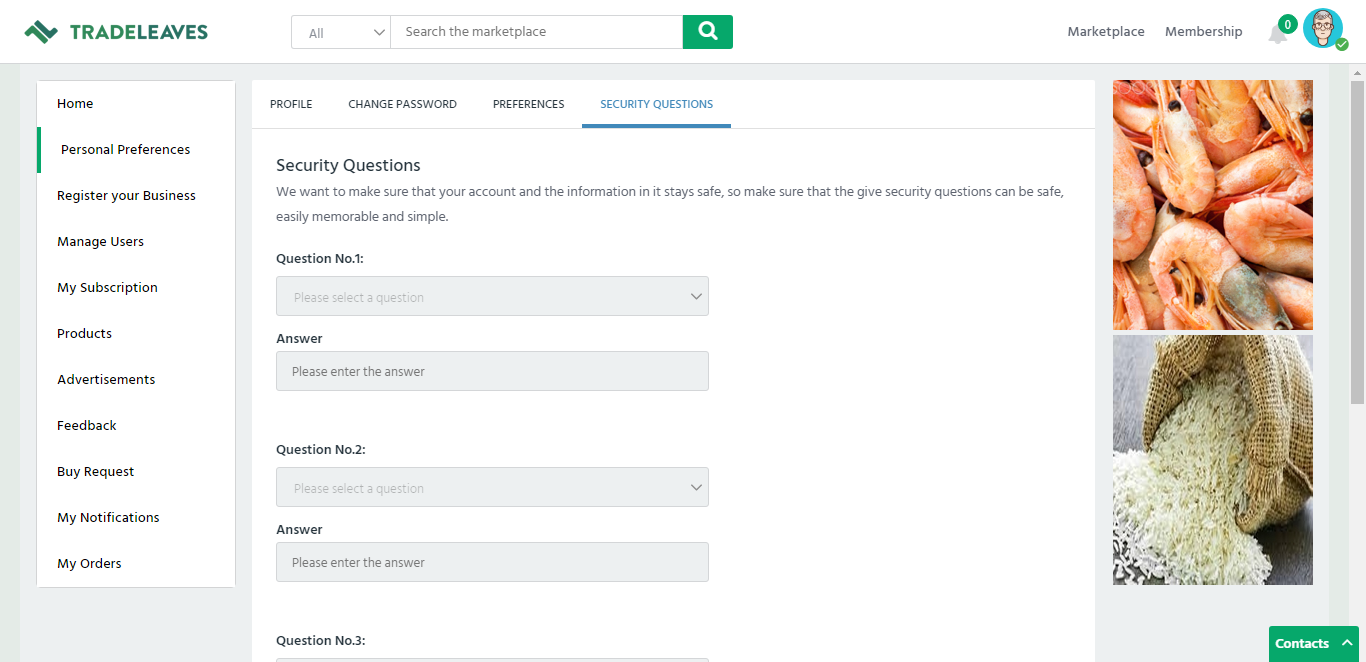 TRADELEAVES
All
Search the marketplace
Marketplace
Membership
0
Home
Personal Preferences
Register your Business
Manage Users
My Subscription
Products
Advertisements
Feedback
Buy Request
My Notifications
My Orders
PROFILE
CHANGE PASSWORD
PREFERENCES
SECURITY QUESTIONS
Security Questions
We want to make sure that your account and the information in it stays safe, so make sure that the give security questions can be safe,
easily memorable and simple.
Question No.1:
Please select a question
Answer
Please enter the answer
Question No.2:
Please select a question
Answer
Please enter the answer
Question No.3:
Contacts